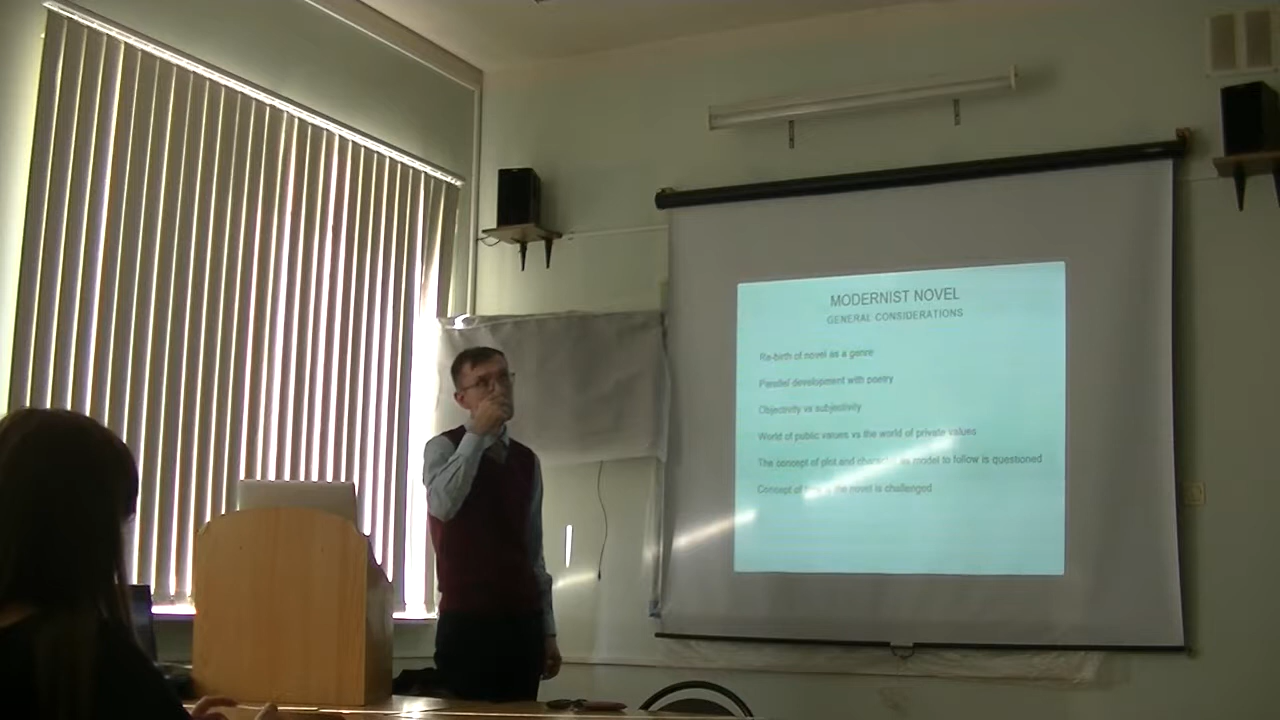 MODERNIST NOVEL
GENERAL CONSIDERATIONS
Re-birth of novel as a genre
Parallel development with poetry
Objectivity vs subjectivity
World of public values vs the world of private values
The concept of plot and character as model to follow is questioned
Concept of the novel is challenged